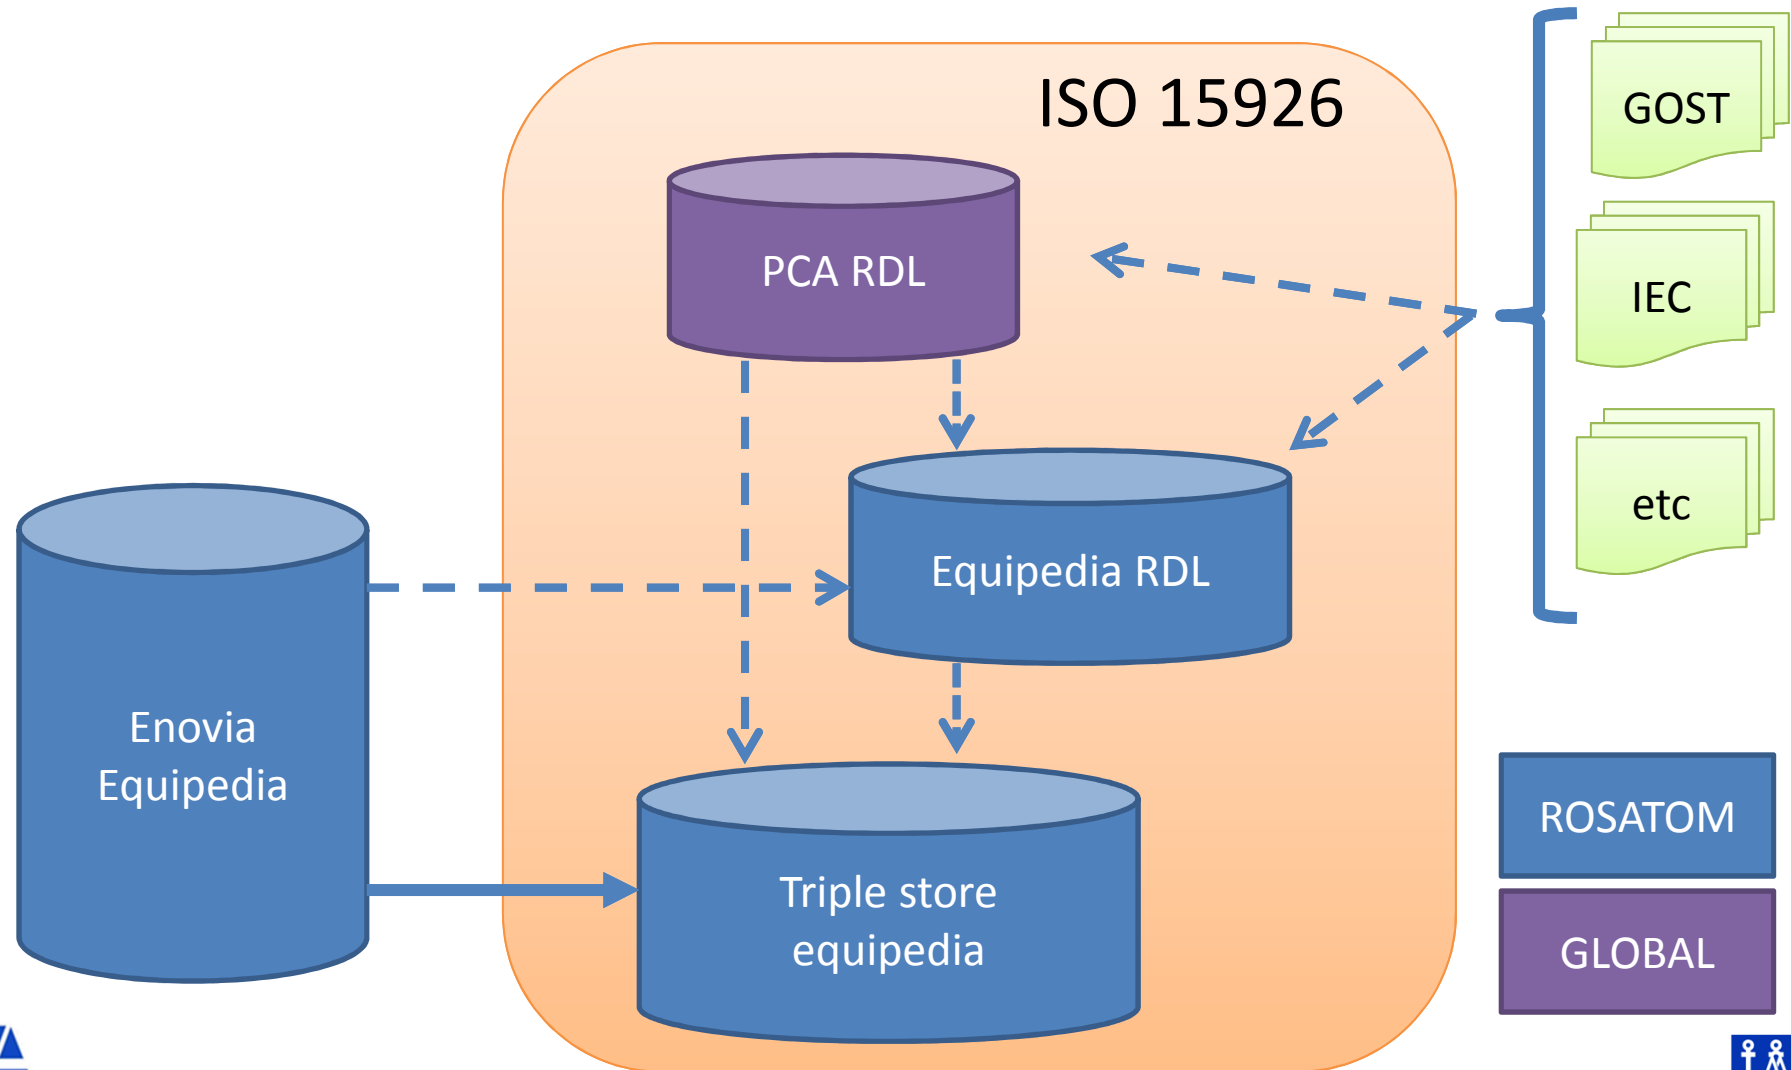 ISO 15926
GOST
PCA RDL
IEC
etc
Equipedia RDL
Enovia
Equipedia
ROSATOM
Triple store
equipedia
GLOBAL